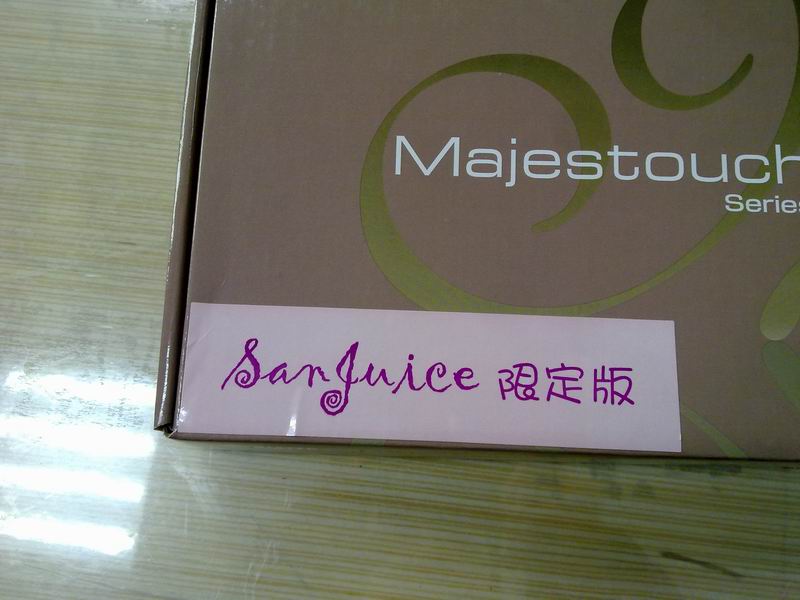 Majestouch
Series
SanJuice 限定版